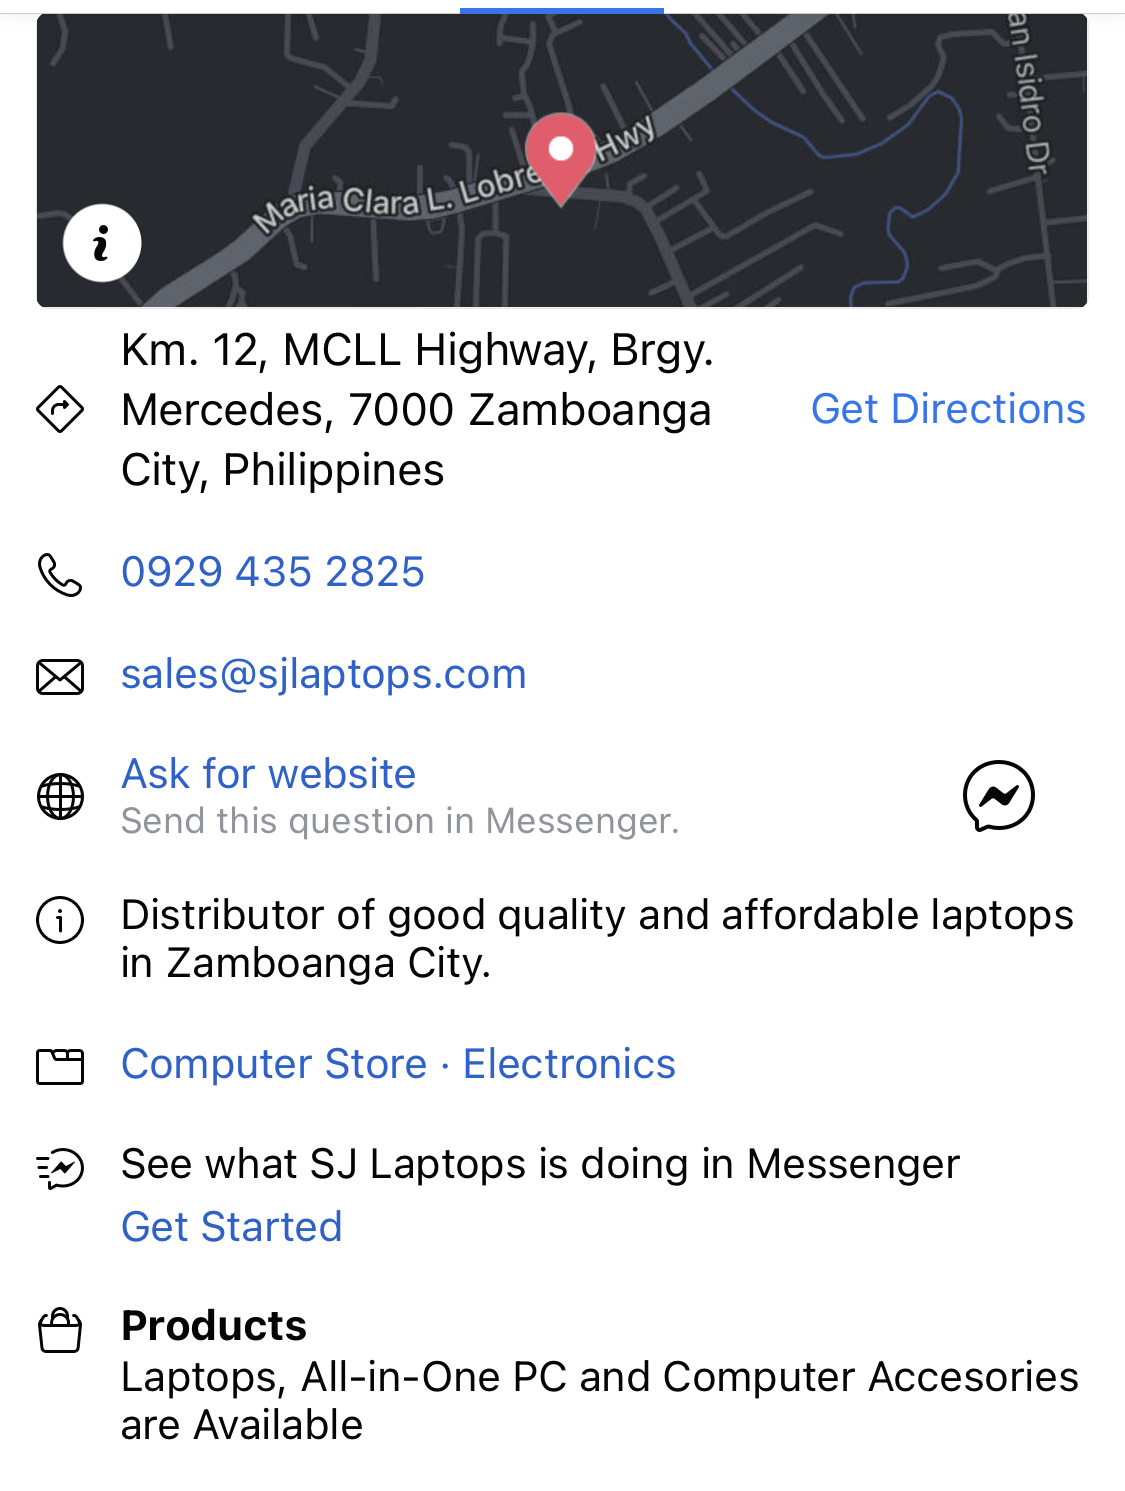 an Isidro Dr
Maria Clara L. Lobre Hwy
Km. 12, MCLL Highway, Brgy.
Mercedes, 7000 Zamboanga
City, Philippines
Get Directions
0929 435 2825
sales@sjlaptops.com
Ask for website
Send this question in Messenger.
Distributor of good quality and affordable laptops
in Zamboanga City.
Computer Store · Electronics
See what SJ Laptops is doing in Messenger
Get Started
Products
Laptops, All-in-One PC and Computer Accesories
are Available